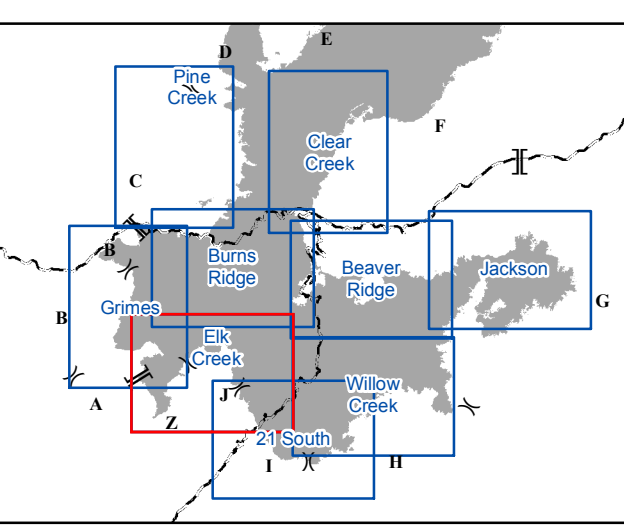 E
D
Pine
Creek
F
Clear
Creek
C
B
Burns
Ridge
Beaver
Ridge
Jackson
G
Grimes
B
Elk
Creek
J
Willow
Creek
A
Z
21 South
I
H